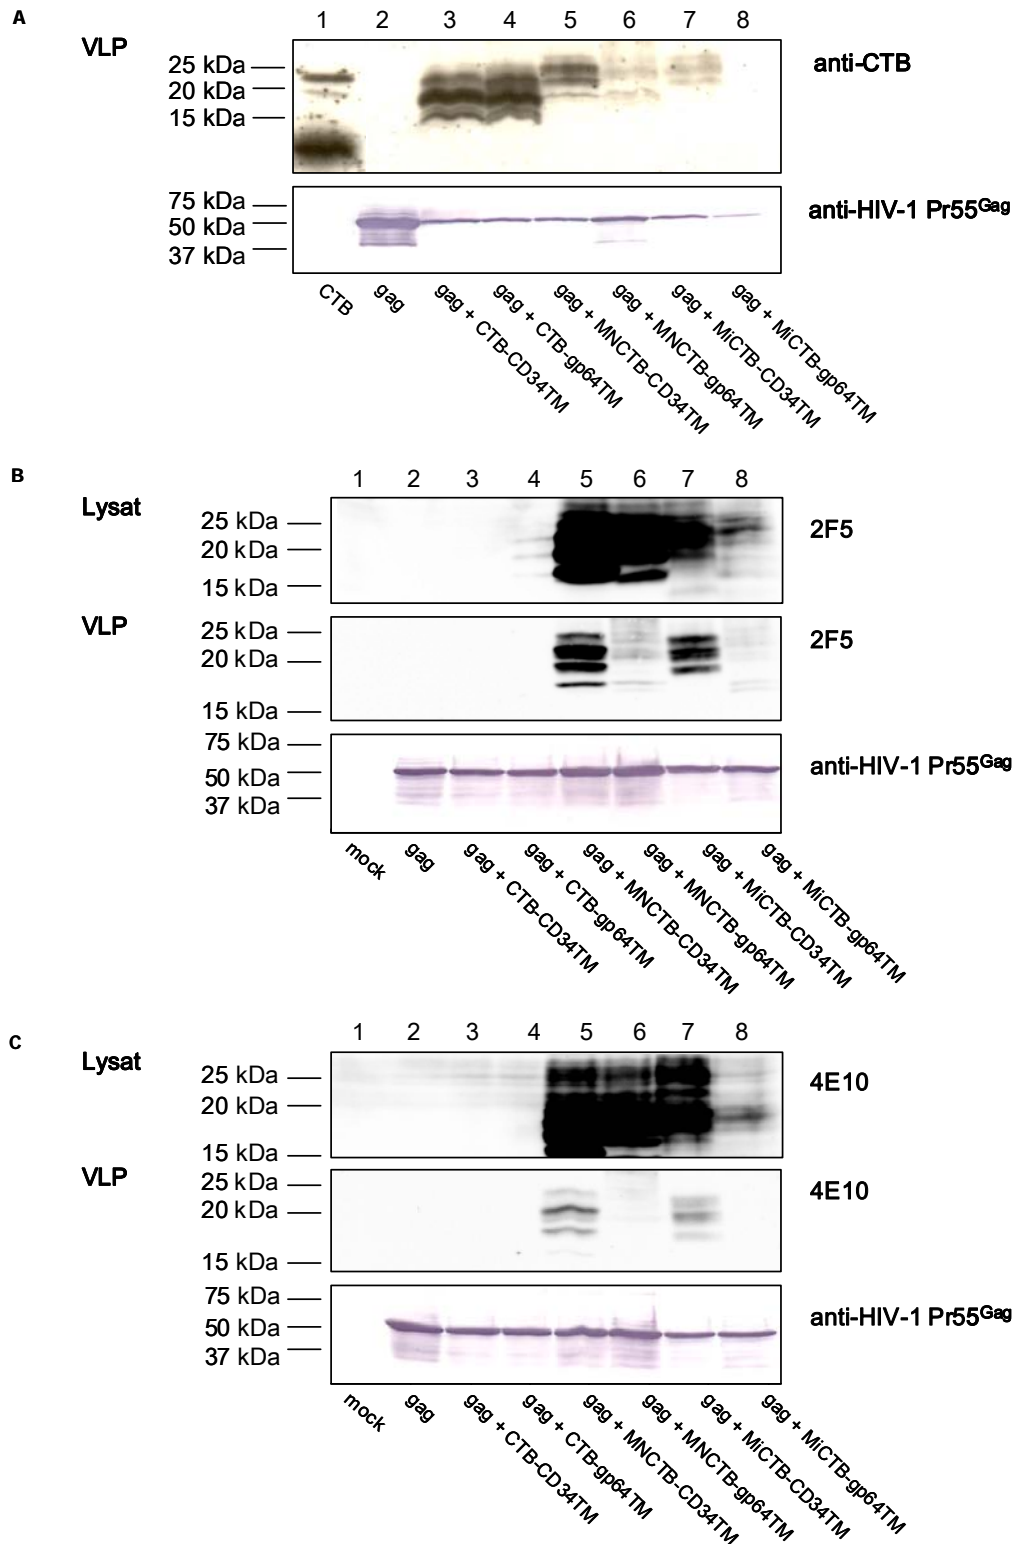 A
1 2 3 4 5 6 7 8
VLP
25 kDa
20 kDa
15 kDa
anti-CTB
75 kDa
50 kDa
37 kDa
anti-HIV-1 Pr55Gag
CTB
gag
gag + CTB-CD34TM
gag + CTB-gp64TM
gag + MNCTB-CD34TM
gag + MNCTB-gp64TM
gag + MiCTB-CD34TM
gag + MiCTB-gp64TM
B
1 2 3 4 5 6 7 8
Lysat
25 kDa
20 kDa
15 kDa
2F5
VLP
25 kDa
20 kDa
15 kDa
2F5
75 kDa
50 kDa
37 kDa
anti-HIV-1 Pr55Gag
mock
gag
gag + CTB-CD34TM
gag + CTB-gp64TM
gag + MNCTB-CD34TM
gag + MNCTB-gp64TM
gag + MiCTB-CD34TM
gag + MiCTB-gp64TM
C
1 2 3 4 5 6 7 8
Lysat
25 kDa
20 kDa
15 kDa
4E10
VLP
25 kDa
20 kDa
15 kDa
4E10
75 kDa
50 kDa
37 kDa
anti-HIV-1 Pr55Gag
mock
gag
gag + CTB-CD34TM
gag + CTB-gp64TM
gag + MNCTB-CD34TM
gag + MNCTB-gp64TM
gag + MiCTB-CD34TM
gag + MiCTB-gp64TM